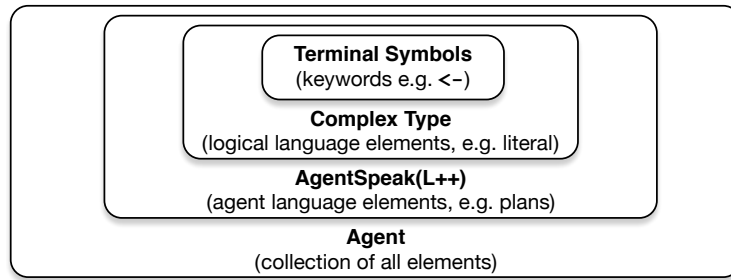 Terminal Symbols
(keywords e.g. <-)
Complex Type
(logical language elements, e.g. literal)
AgentSpeak(L++)
(agent language elements, e.g. plans)
Agent
(collection of all elements)